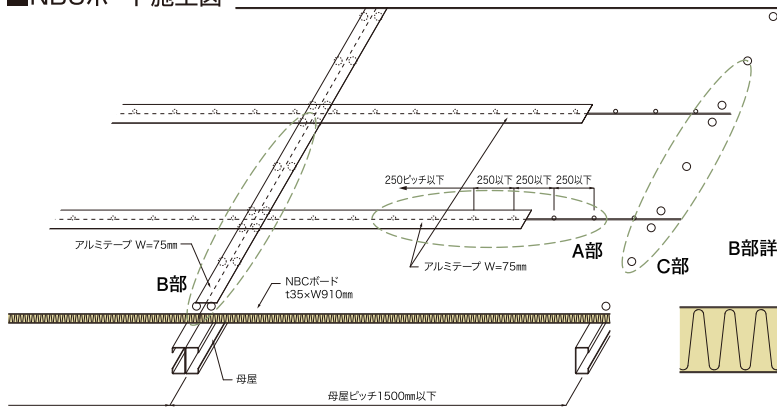 ■NBCボード施工図
250ピッチ以下
250以下
250以下
250以下
アルミテープ W=75mm
B部
NBCボード
t35×W910mm
アルミテープ W=75mm
A部
C部
B部詳
母屋
母屋ピッチ1500mm以下